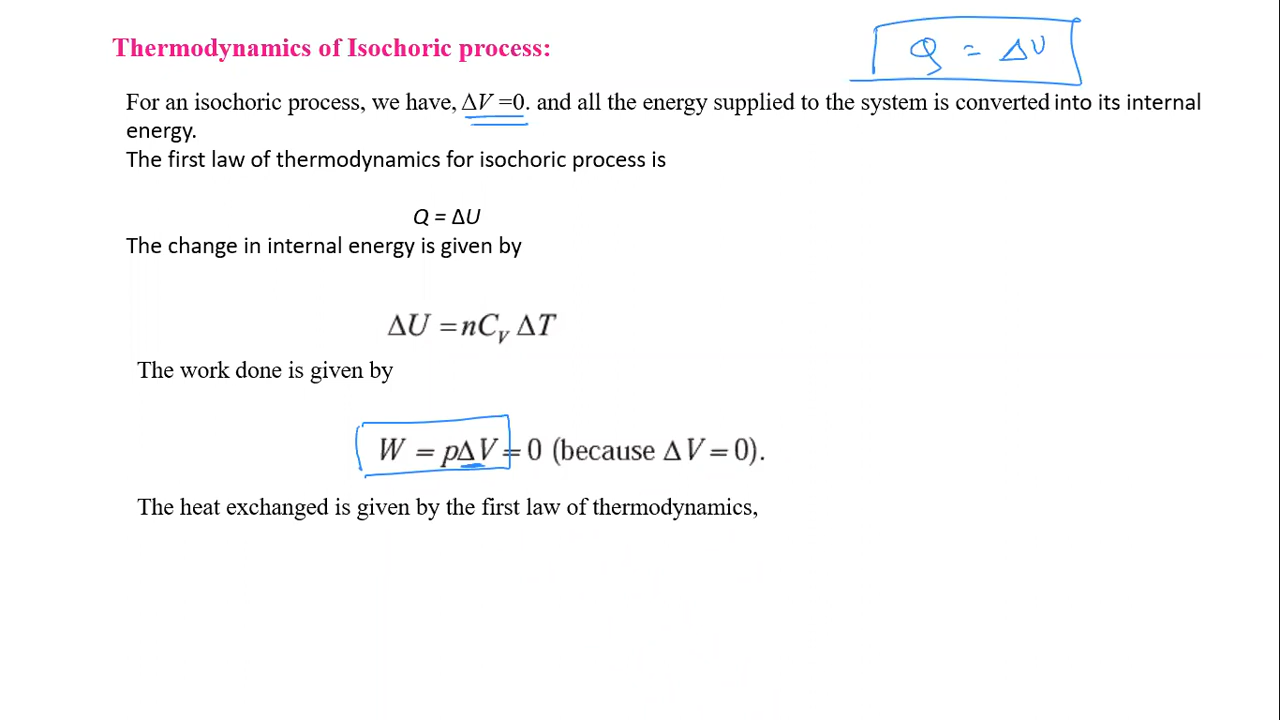 Thermodynamics of Isochoric process:
Q = ΔU
For an isochoric process, we have, ΔV =0. and all the energy supplied to the system is converted into its internal
energy.
The first law of thermodynamics for isochoric process is
Q = ΔU
The change in internal energy is given by
ΔU =nC_V ΔT
The work done is given by
W = pΔV = 0 (because ΔV = 0).
The heat exchanged is given by the first law of thermodynamics,